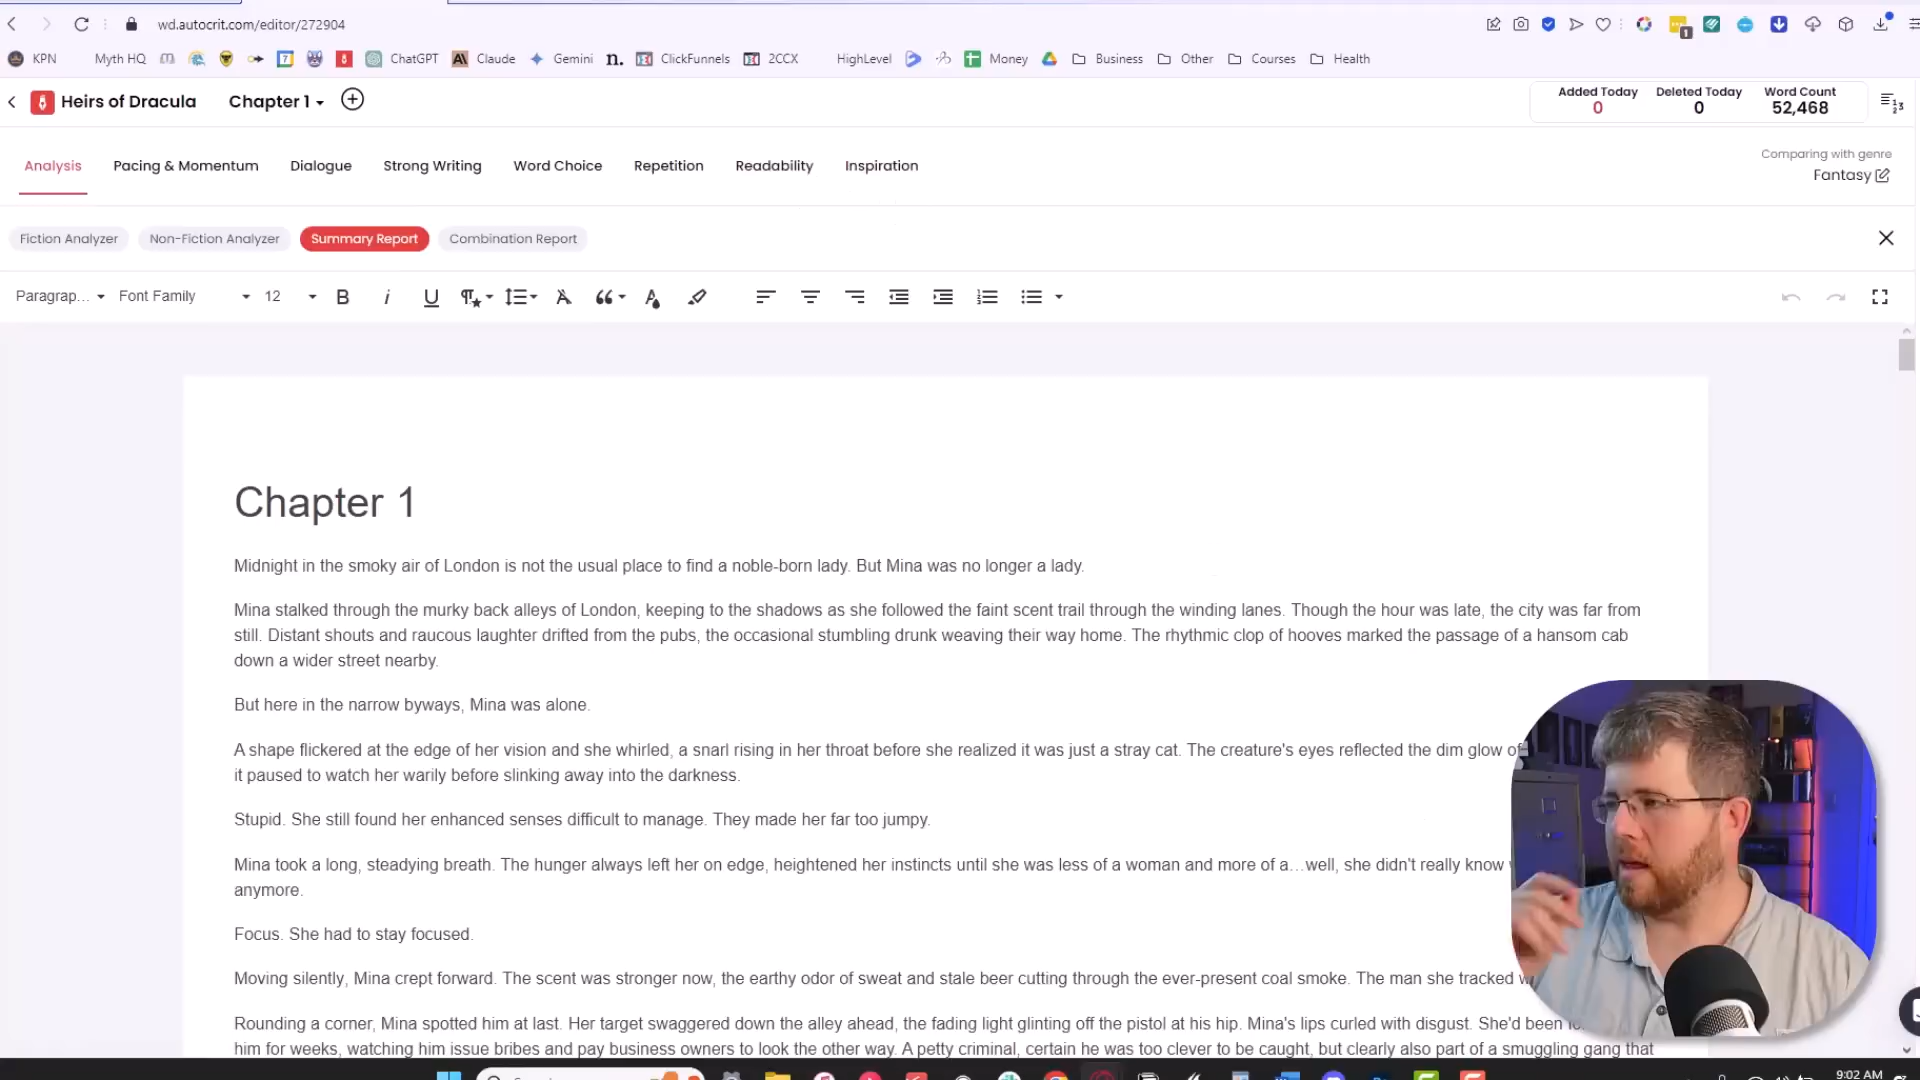 wd.autocrit.com/editor/272904
KPN Myth HQ ChatGPT Claude Gemini n. ClickFunnels 2CCX HighLevel Money Business Other Courses Health
Heirs of Dracula Chapter 1
Added Today Deleted Today Word Count
0 0 52,468
Analysis Pacing & Momentum Dialogue Strong Writing Word Choice Repetition Readability Inspiration
Comparing with genre
Fantasy
Fiction Analyzer Non-Fiction Analyzer Summary Report Combination Report
Paragrap... Font Family 12 B i U
Chapter 1
Midnight in the smoky air of London is not the usual place to find a noble-born lady. But Mina was no longer a lady.
Mina stalked through the murky back alleys of London, keeping to the shadows as she followed the faint scent trail through the winding lanes. Though the hour was late, the city was far from
still. Distant shouts and raucous laughter drifted from the pubs, the occasional stumbling drunk weaving their way home. The rhythmic clop of hooves marked the passage of a hansom cab
down a wider street nearby.
But here in the narrow byways, Mina was alone.
A shape flickered at the edge of her vision and she whirled, a snarl rising in her throat before she realized it was just a stray cat. The creature's eyes reflected the dim glow of
it paused to watch her warily before slinking away into the darkness.
Stupid. She still found her enhanced senses difficult to manage. They made her far too jumpy.
Mina took a long, steadying breath. The hunger always left her on edge, heightened her instincts until she was less of a woman and more of a…well, she didn't really know
anymore.
Focus. She had to stay focused.
Moving silently, Mina crept forward. The scent was stronger now, the earthy odor of sweat and stale beer cutting through the ever-present coal smoke. The man she tracked
Rounding a corner, Mina spotted him at last. Her target swaggered down the alley ahead, the fading light glinting off the pistol at his hip. Mina's lips curled with disgust. She'd been
him for weeks, watching him issue bribes and pay business owners to look the other way. A petty criminal, certain he was too clever to be caught, but clearly also part of a smuggling gang that
9:02 AM